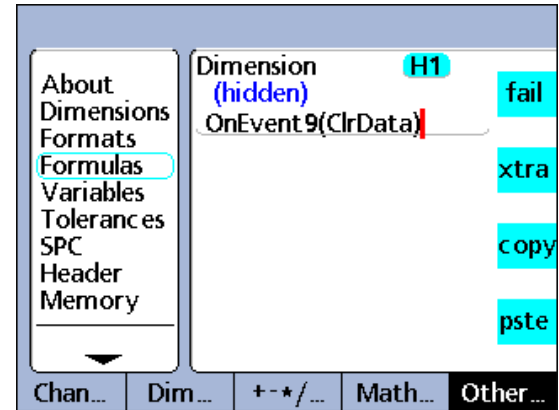 About
Dimensions
Formats
Formulas
Variables
Tolerances
SPC
Header
Memory
Dimension H1
(hidden)
OnEvent9(ClrData)
fail
xtra
copy
pste
Chan... Dim... +-*/... Math... Other...